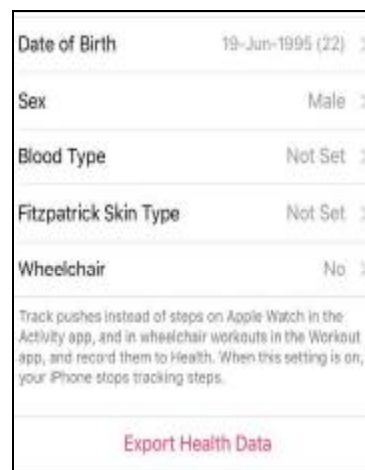 Date of Birth 19-Jun-1995 (22)
Sex Male
Blood Type Not Set
Fitzpatrick Skin Type Not Set
Wheelchair No
Track pushes instead of steps on Apple Watch in the
Activity app, and in wheelchair workouts in the Workout
app, and record them to Health. When this setting is on,
your iPhone stops tracking steps.
Export Health Data